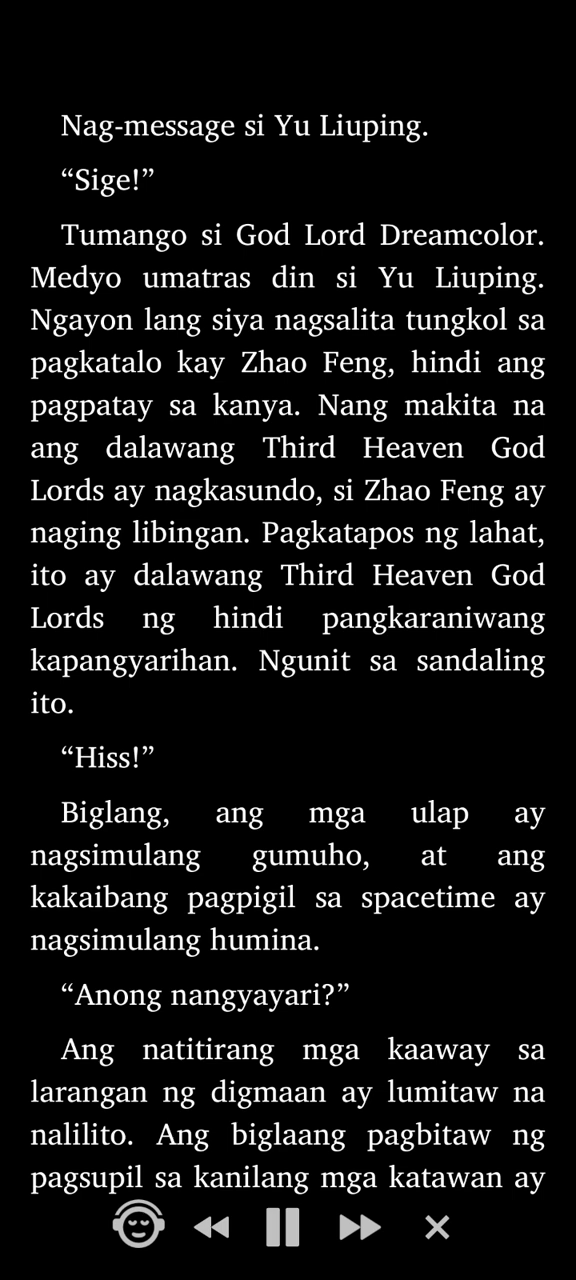 Nag-message si Yu Liuping.
“Sige!”
Tumango si God Lord Dreamcolor.
Medyo umatras din si Yu Liuping.
Ngayon lang siya nagsalita tungkol sa
pagkatalo kay Zhao Feng, hindi ang
pagpatay sa kanya. Nang makita na
ang dalawang Third Heaven God
Lords ay nagkasundo, si Zhao Feng ay
naging libingan. Pagkatapos ng lahat,
ito ay dalawang Third Heaven God
Lords ng hindi pangkaraniwang
kapangyarihan. Ngunit sa sandaling
ito.
“Hiss!”
Biglang, ang mga ulap ay
nagsimulang gumuho, at ang
kakaibang pagpigil sa spacetime ay
nagsimulang humina.
“Anong nangyayari?”
Ang natitirang mga kaaway sa
larangan ng digmaan ay lumitaw na
nalilito. Ang biglaang pagbitaw ng
pagsupil sa kanilang mga katawan ay